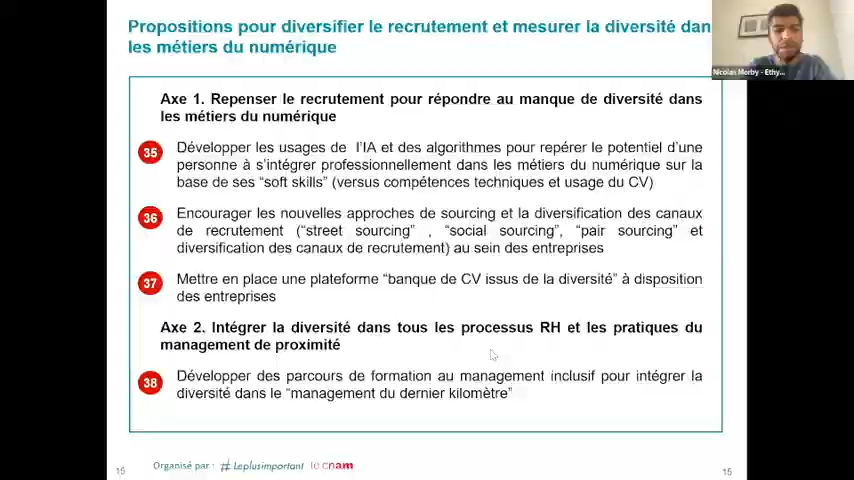 Propositions pour diversifier le recrutement et mesurer la diversité dan
les métiers du numérique
Nicolas Morby - Ethy...
Axe 1. Repenser le recrutement pour répondre au manque de diversité dans
les métiers du numérique
35 Développer les usages de l'IA et des algorithmes pour repérer le potentiel d'une
personne à s'intégrer professionnellement dans les métiers du numérique sur la
base de ses "soft skills" (versus compétences techniques et usage du CV)
36 Encourager les nouvelles approches de sourcing et la diversification des canaux
de recrutement ("street sourcing" , "social sourcing", "pair sourcing" et
diversification des canaux de recrutement) au sein des entreprises
37 Mettre en place une plateforme "banque de CV issus de la diversité" à disposition
des entreprises
Axe 2. Intégrer la diversité dans tous les processus RH et les pratiques du
management de proximité
38 Développer des parcours de formation au management inclusif pour intégrer la
diversité dans le "management du dernier kilomètre"
15 Organisé par : #Leplusimportant le cnam 15